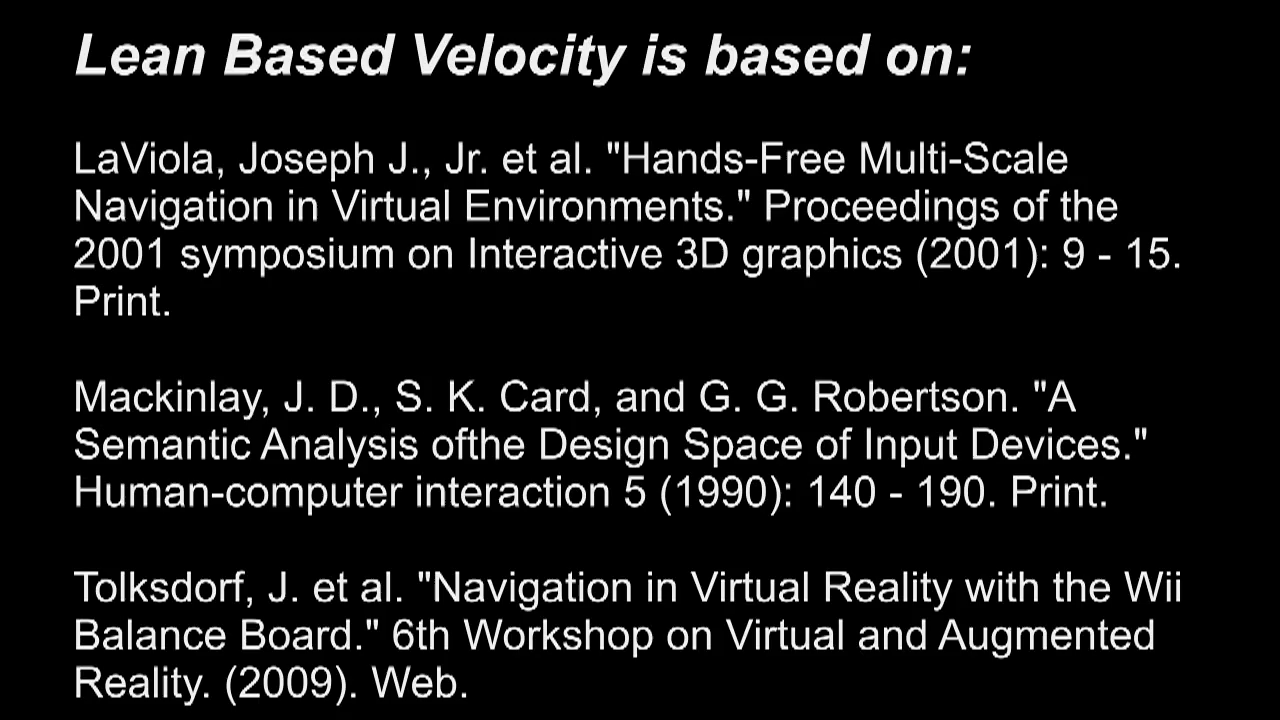 Lean Based Velocity is based on:
LaViola, Joseph J., Jr. et al. "Hands-Free Multi-Scale
Navigation in Virtual Environments." Proceedings of the
2001 symposium on Interactive 3D graphics (2001): 9 - 15.
Print.
Mackinlay, J. D., S. K. Card, and G. G. Robertson. "A
Semantic Analysis ofthe Design Space of Input Devices."
Human-computer interaction 5 (1990): 140 - 190. Print.
Tolksdorf, J. et al. "Navigation in Virtual Reality with the Wii
Balance Board." 6th Workshop on Virtual and Augmented
Reality. (2009). Web.